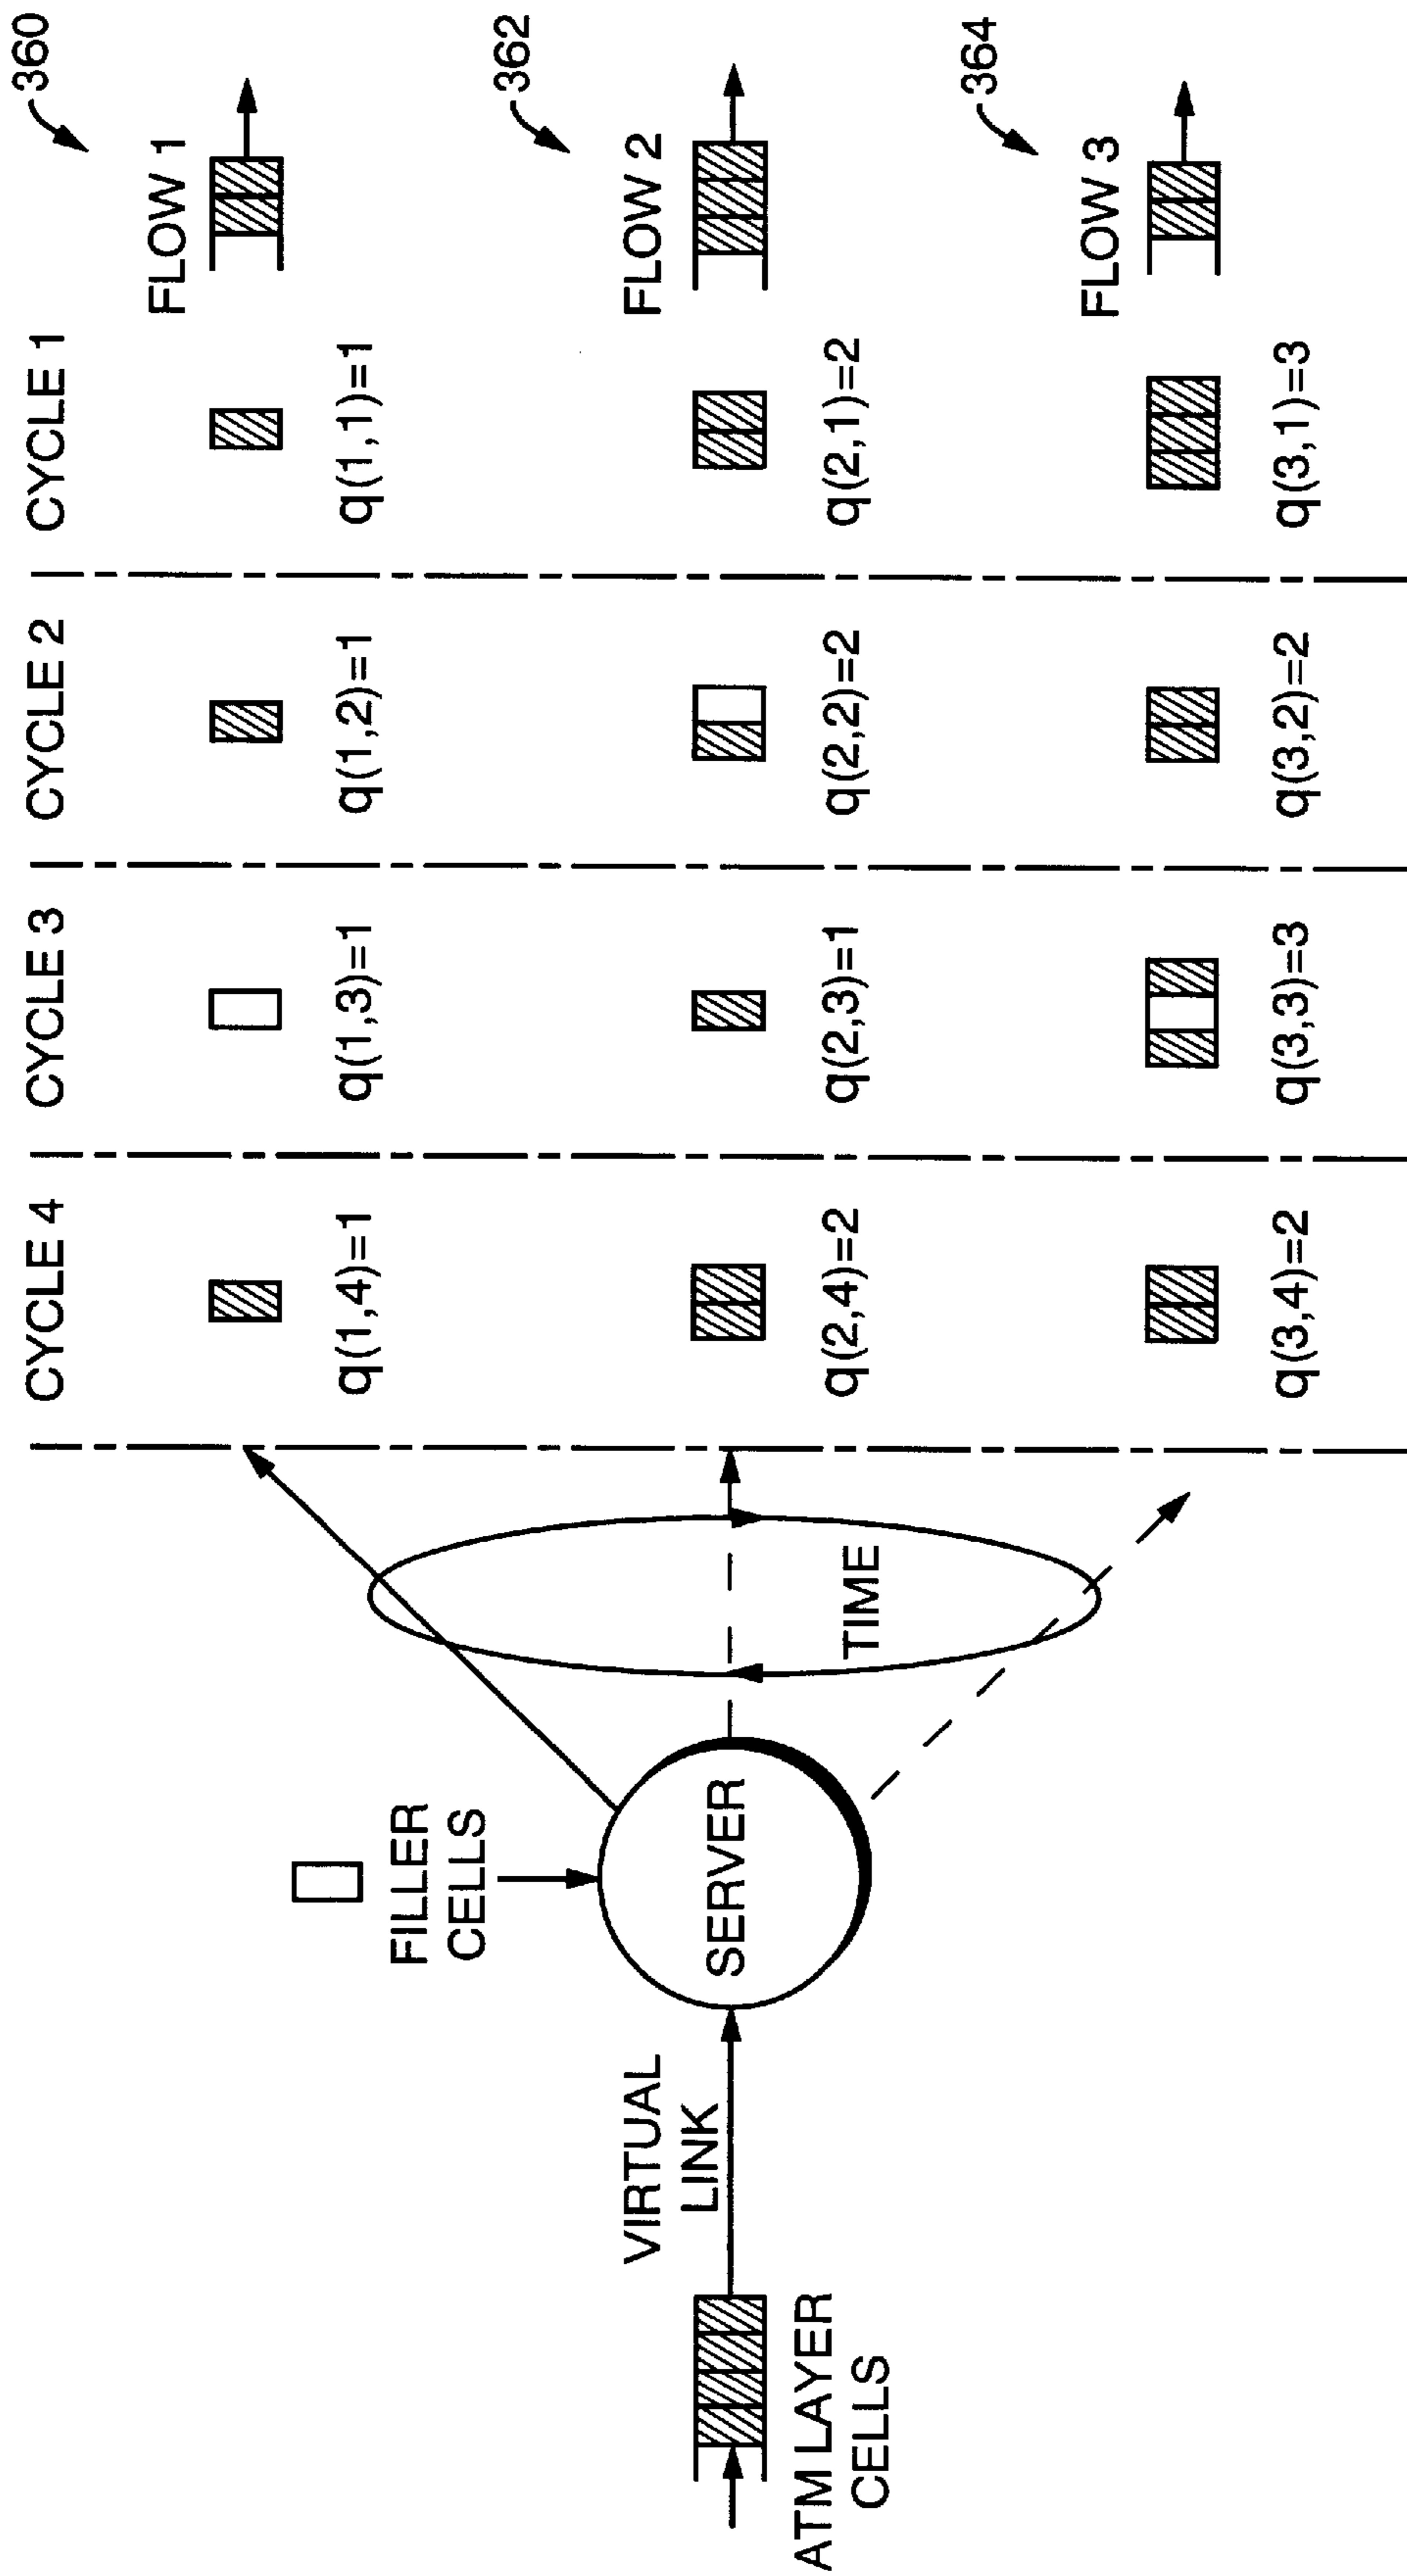 CYCLE 4
CYCLE 3
CYCLE 2
CYCLE 1
360
FLOW 1
q(1,4)=1
q(1,3)=1
q(1,2)=1
q(1,1)=1
FILLER
CELLS
362
FLOW 2
VIRTUAL
LINK
SERVER
ATM LAYER
CELLS
TIME
q(2,4)=2
q(2,3)=1
q(2,2)=2
q(2,1)=2
364
FLOW 3
q(3,4)=2
q(3,3)=3
q(3,2)=2
q(3,1)=3